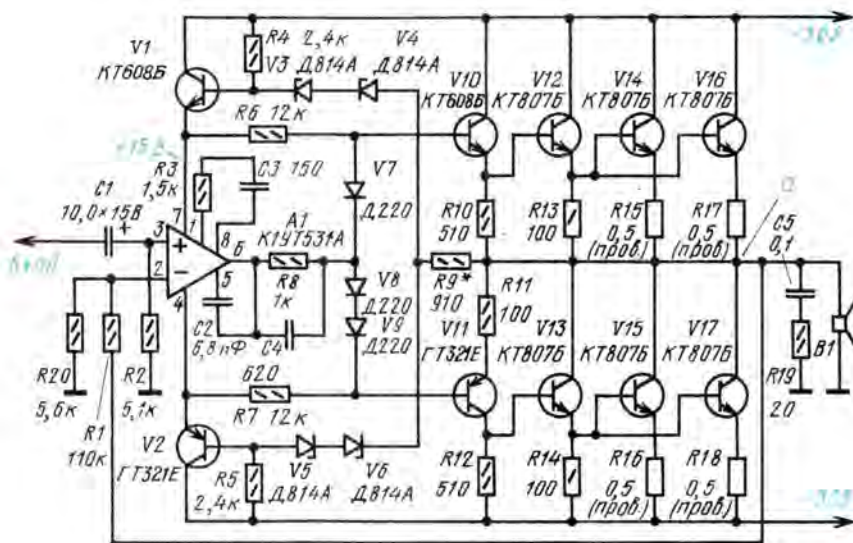 R4 2,4к V4
V1 V3 Д814А Д814А
КТ608Б
V10 V12 V14 V16
КТ608Б КТ807Б КТ807Б КТ807Б
R6 12к
+15В
R3
1,5к
C3 150
V7
Д220
C1
10,0×15В
+
3 7 1 8 6
A1
К1УТ531А
R10
510
R13
100
R15
0,5
(пров.)
R17
0,5
(пров.)
а
C5
0,1
+
−
2
4
5
R8
1к
V8
Д220
V9
Д220
R9*
910
R11
100
V11
ГТ321Е
V13
КТ807Б
V15
КТ807Б
V17
КТ807Б
B1
C2
6,8пФ
C4
620
R20
5,6к
R2
5,1к
R19
20
R1
110к
R7 12к
V2
ГТ321Е
R5
2,4к
V5
Д814А
V6
Д814А
R12
510
R14
100
R16
0,5
(пров.)
R18
0,5
(пров.)